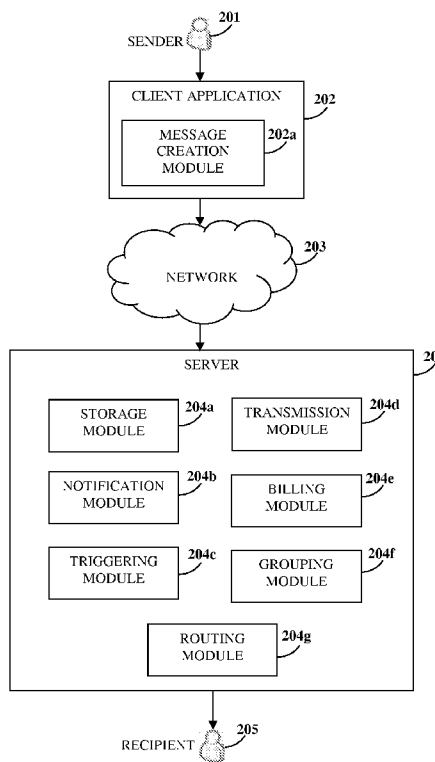 201
SENDER
CLIENT APPLICATION
202
MESSAGE
CREATION
MODULE
202a
203
NETWORK
SERVER
STORAGE
MODULE
204a
TRANSMISSION
MODULE
204d
NOTIFICATION
MODULE
204b
BILLING
MODULE
204e
TRIGGERING
MODULE
204c
GROUPING
MODULE
204f
ROUTING
MODULE
204g
RECIPIENT
205